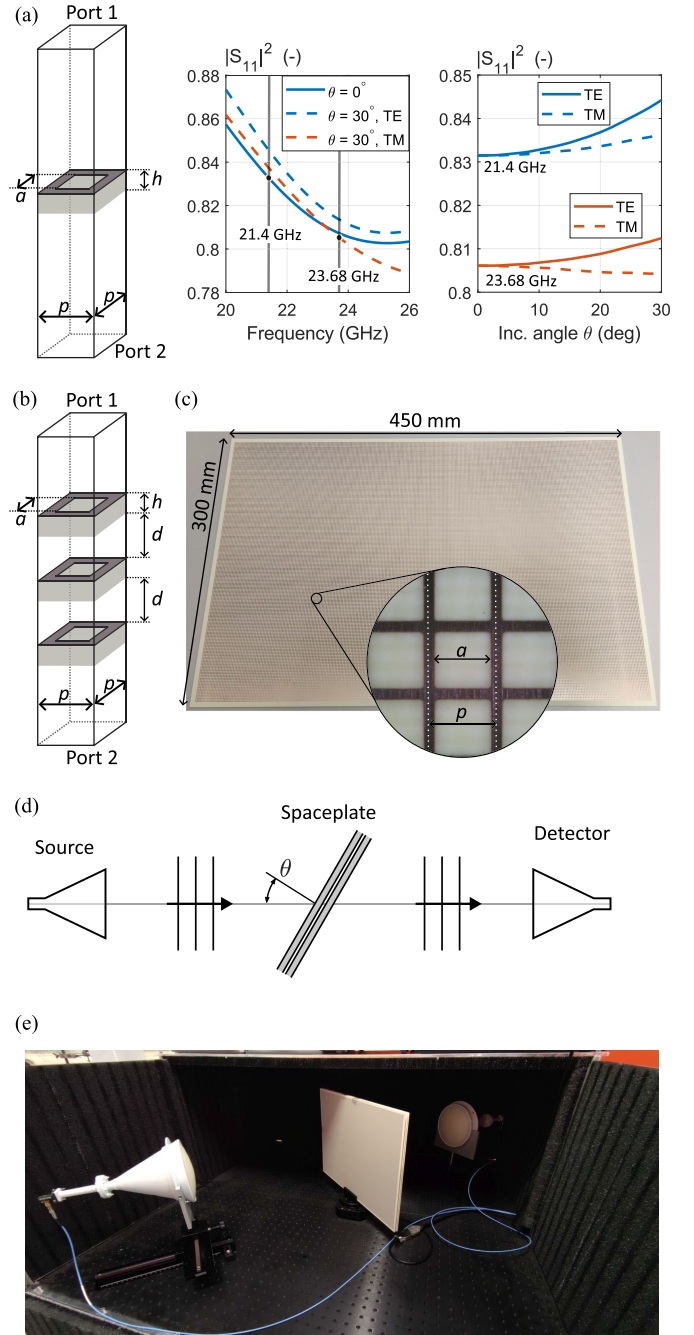 (a)
Port 1
a
h
p
p
Port 2
|S₁₁|² (-)
0.88
0.86
0.84
0.82
0.8
0.78
20
22
24
26
Frequency (GHz)
θ = 0°
θ = 30°, TE
θ = 30°, TM
21.4 GHz
23.68 GHz
|S₁₁|² (-)
0.85
0.84
0.83
0.82
0.81
0.8
0
10
20
30
Inc. angle θ (deg)
TE
TM
21.4 GHz
TE
TM
23.68 GHz
(b)
Port 1
a
h
d
d
p
p
Port 2
(c)
450 mm
300 mm
a
p
(d)
Spaceplate
Source
Detector
θ
(e)